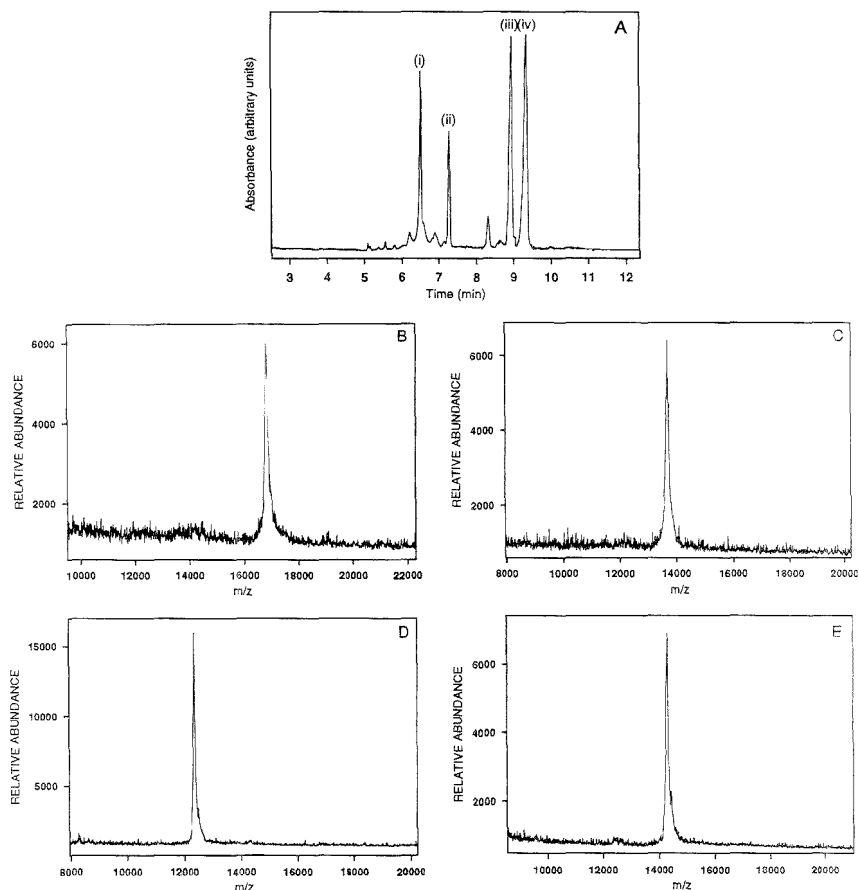 (iii)(iv)
A
(i)
(ii)
Absorbance (arbitrary units)
3 4 5 6 7 8 9 10 11 12
Time (min)
B
RELATIVE ABUNDANCE
6000
4000
2000
10000 12000 14000 16000 18000 20000 22000
m/z
C
RELATIVE ABUNDANCE
6000
4000
2000
8000 10000 12000 14000 16000 18000 20000
m/z
D
RELATIVE ABUNDANCE
15000
10000
5000
8000 10000 12000 14000 16000 18000 20000
m/z
E
RELATIVE ABUNDANCE
6000
4000
2000
10000 12000 14000 16000 18000 20000
m/z